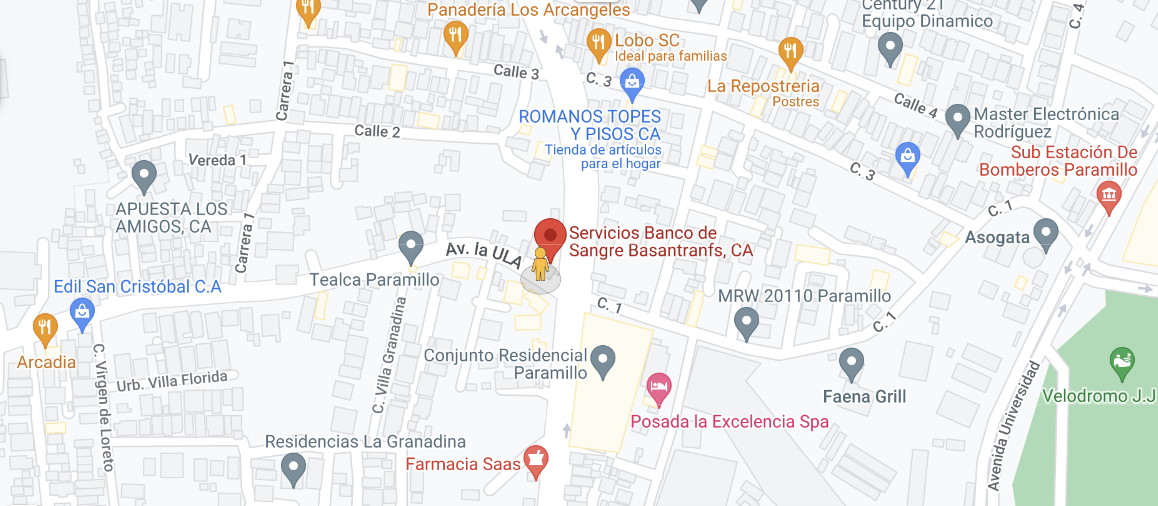 Panadería Los Arcangeles
Century 21
Equipo Dinamico
C. 4
Lobo SC
Ideal para familias
Calle 3
C. 3
La Repostreria
Postres
Carrera 1
Calle 4
Master Electrónica
Rodríguez
ROMANOS TOPES
Y PISOS CA
Tienda de artículos
para el hogar
Calle 2
Vereda 1
Sub Estación De
Bomberos Paramillo
C. 3
APUESTA LOS
AMIGOS, CA
C. 1
Carrera 1
Servicios Banco de
Sangre Basantranfs, CA
Asogata
Av. la ULA
Tealca Paramillo
Edil San Cristóbal C.A
MRW 20110 Paramillo
C. 1
C. 1
Arcadia
C. Villa Granadina
Conjunto Residencial
Paramillo
Urb. Villa Florida
C. Virgen de Loreto
Faena Grill
Velodromo J.J
Posada la Excelencia Spa
Avenida Universidad
Residencias La Granadina
Farmacia Saas